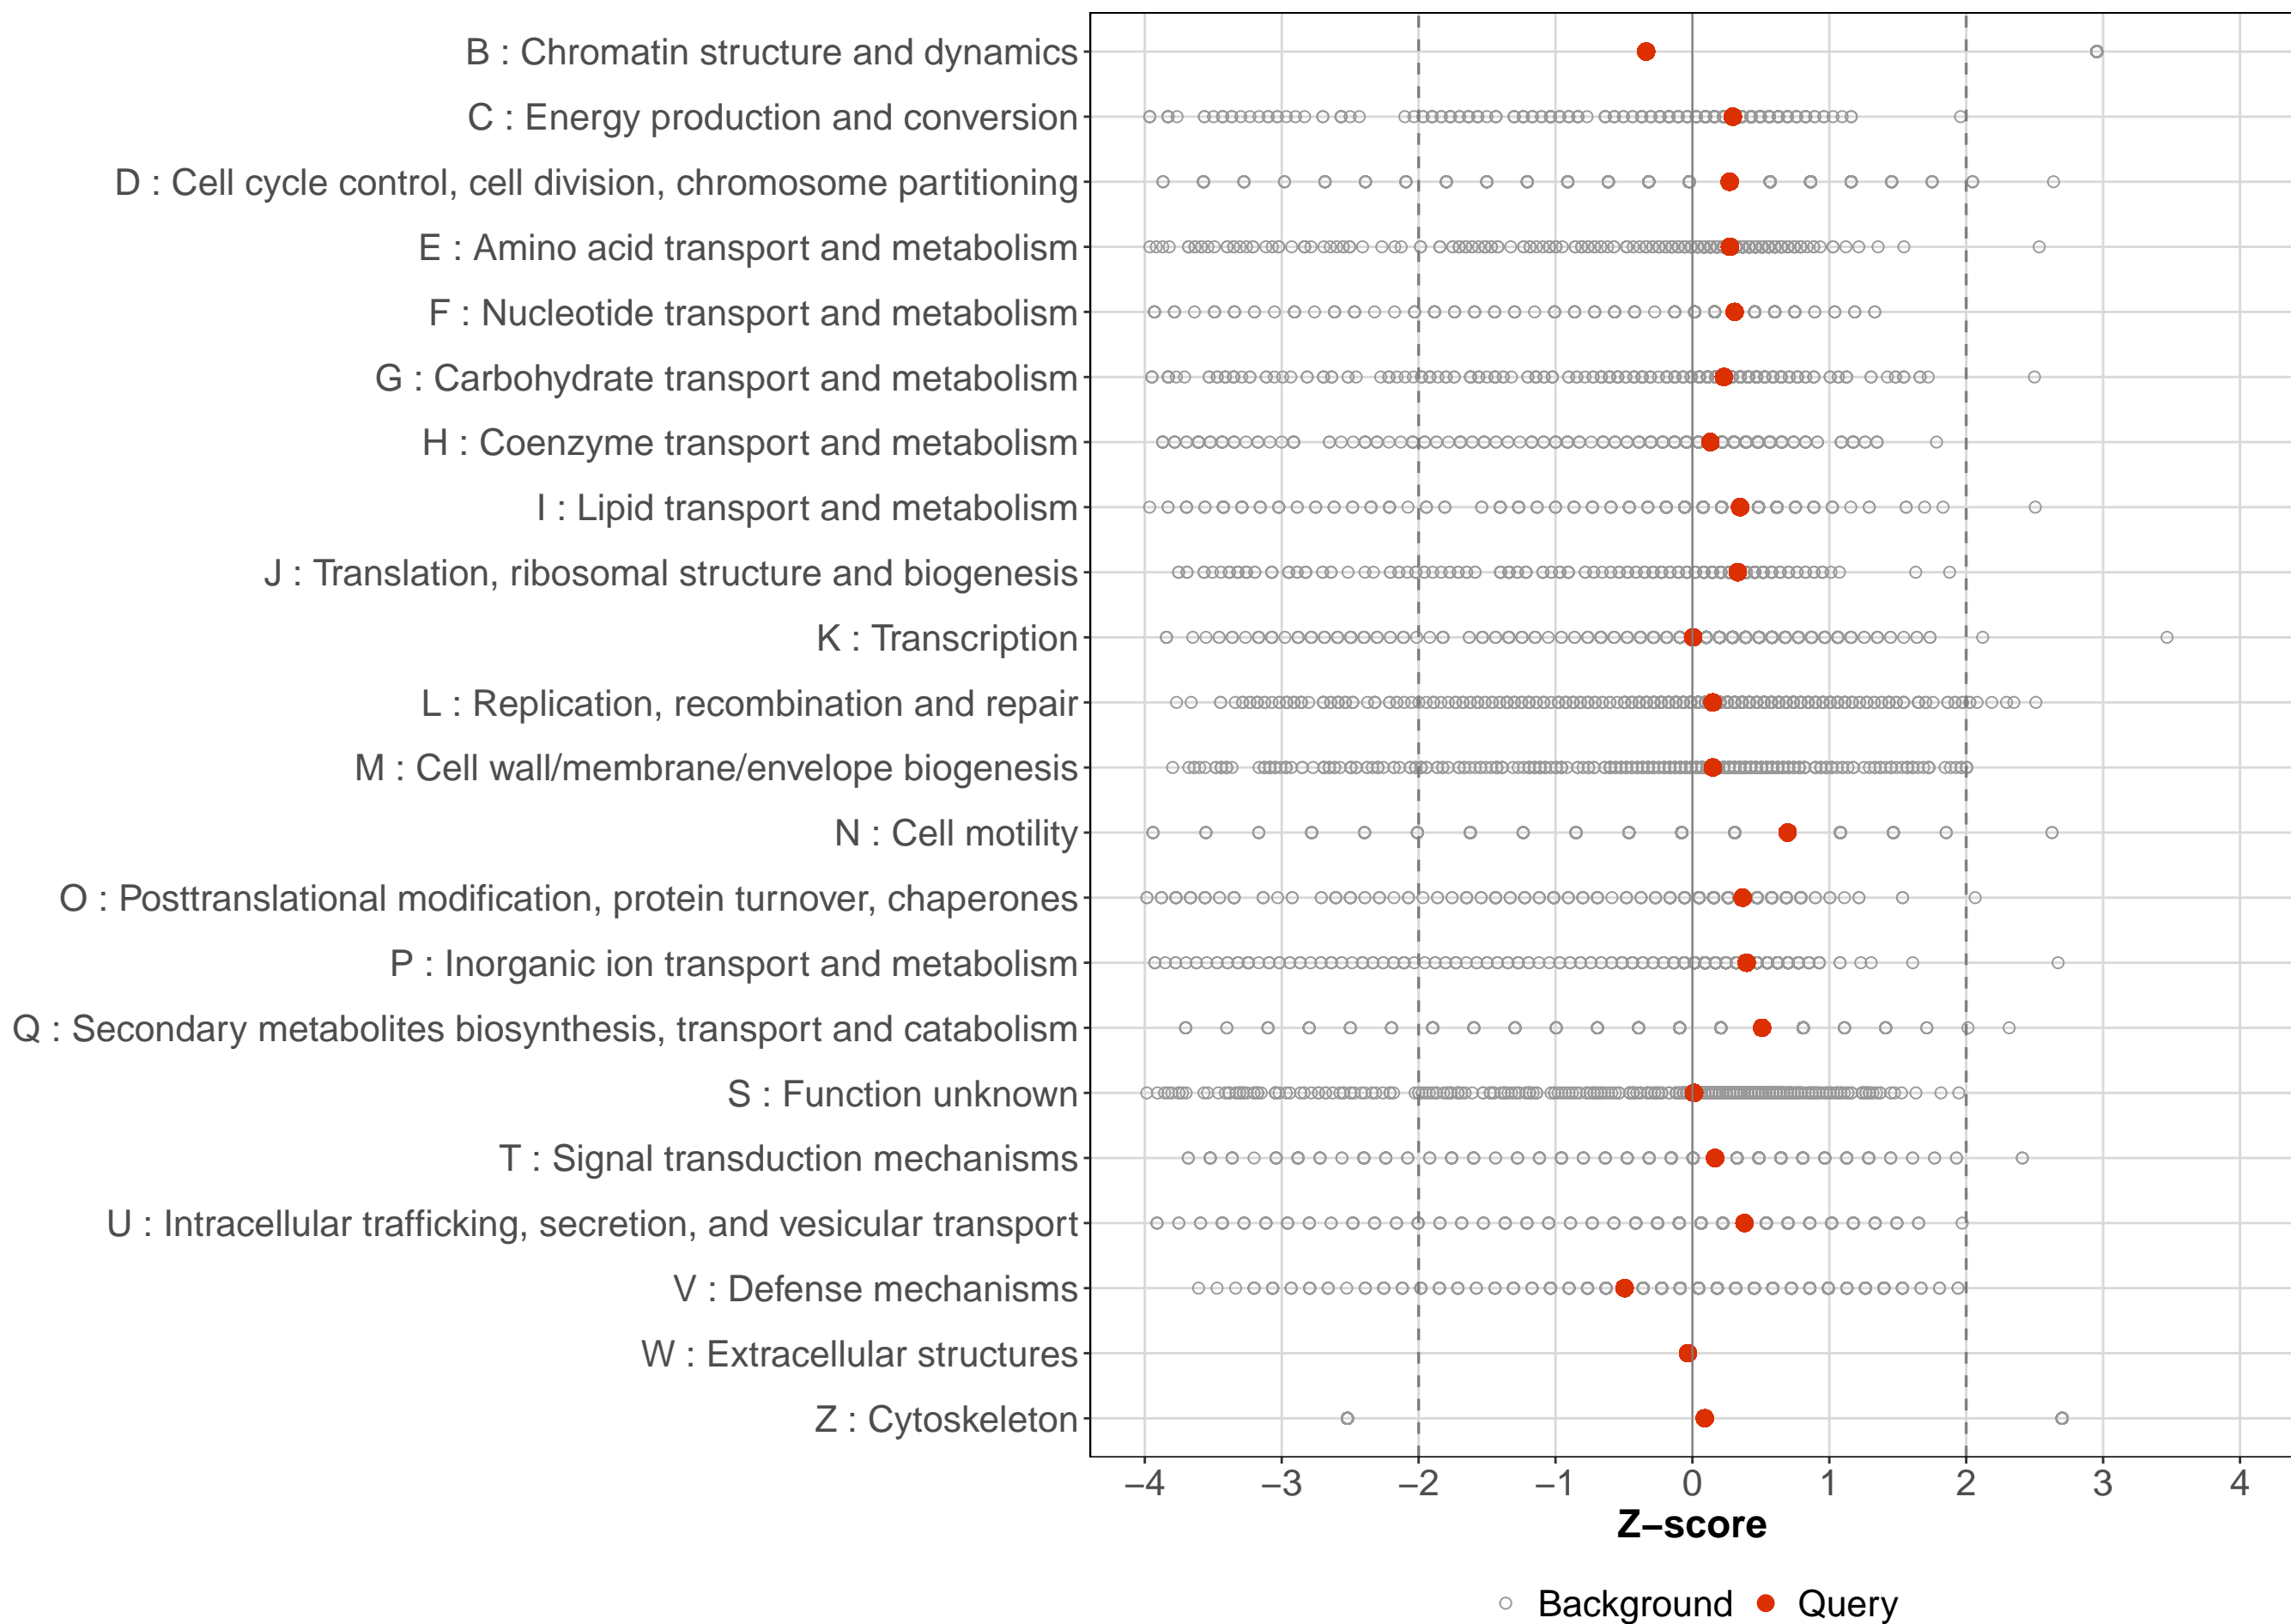 B : Chromatin structure and dynamics
C : Energy production and conversion
D : Cell cycle control, cell division, chromosome partitioning
E : Amino acid transport and metabolism
F : Nucleotide transport and metabolism
G : Carbohydrate transport and metabolism
H : Coenzyme transport and metabolism
I : Lipid transport and metabolism
J : Translation, ribosomal structure and biogenesis
K : Transcription
L : Replication, recombination and repair
M : Cell wall/membrane/envelope biogenesis
N : Cell motility
O : Posttranslational modification, protein turnover, chaperones
P : Inorganic ion transport and metabolism
Q : Secondary metabolites biosynthesis, transport and catabolism
S : Function unknown
T : Signal transduction mechanisms
U : Intracellular trafficking, secretion, and vesicular transport
V : Defense mechanisms
W : Extracellular structures
Z : Cytoskeleton
−4 −3 −2 −1 0 1 2 3 4
Z−score
Background Query